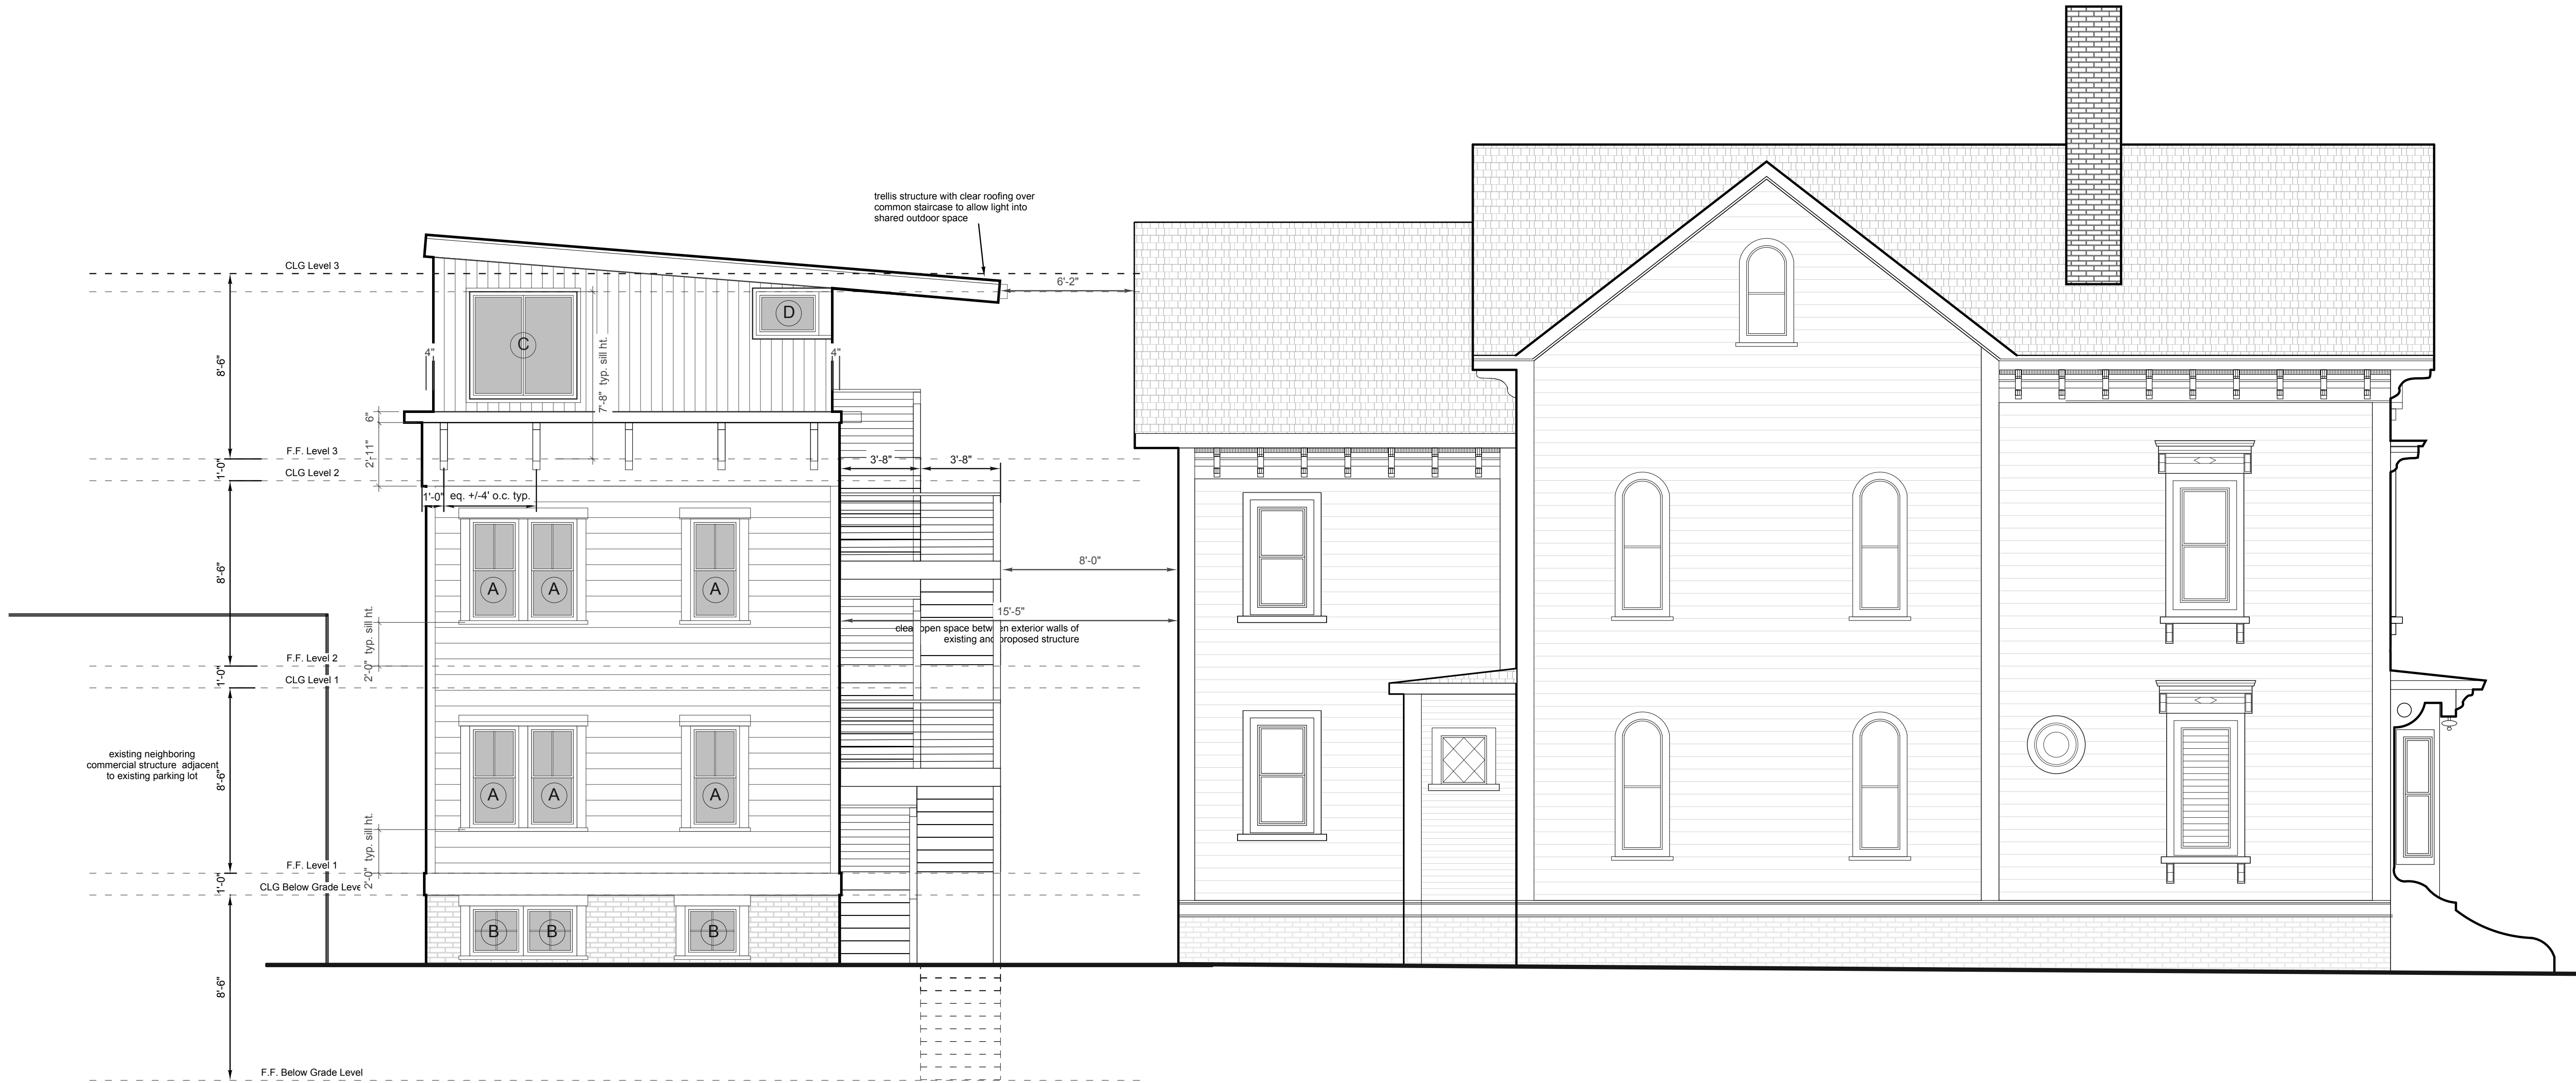 trellis structure with clear roofing over
common staircase to allow light into
shared outdoor space
CLG Level 3
6'-2"
D
C
8'-6"
4"
4"
7'-8" typ. sill ht.
6"
2'-11"
F.F. Level 3
1'-0"
CLG Level 2
3'-8"
3'-8"
1'-0"
eq. +/-4' o.c. typ.
8'-6"
A
A
A
8'-0"
15'-5"
clear open space between exterior walls of
existing and proposed structure
2'-0" typ. sill ht.
F.F. Level 2
1'-0"
CLG Level 1
existing neighboring
commercial structure adjacent
to existing parking lot
8'-6"
A
A
A
2'-0" typ. sill ht.
F.F. Level 1
1'-0"
CLG Below Grade Leve
B
B
B
8'-6"
F.F. Below Grade Level